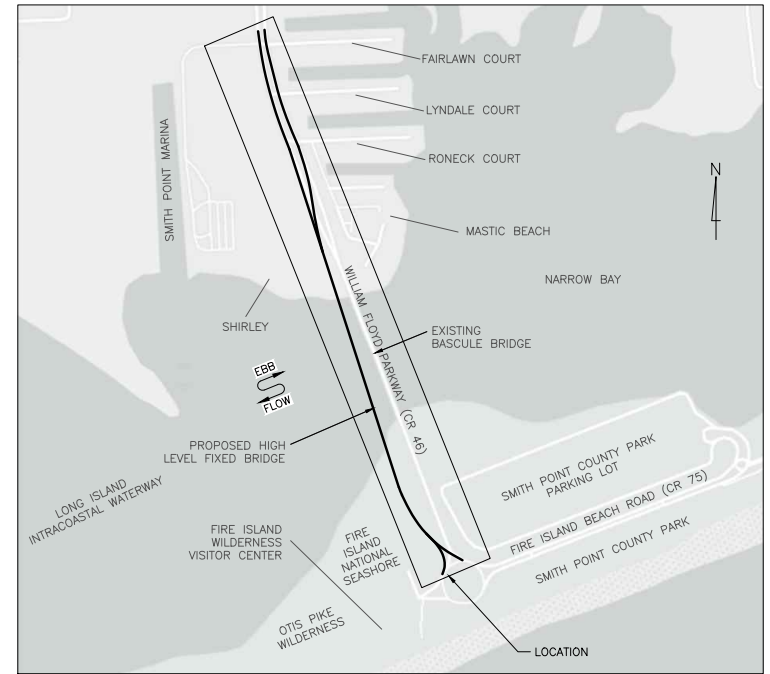 FAIRLAWN COURT
LYNDALE COURT
RONECK COURT
SMITH POINT MARINA
N
MASTIC BEACH
NARROW BAY
SHIRLEY
WILLIAM FLOYD PARKWAY (CR 46)
EXISTING
BASCULE BRIDGE
EBB
FLOW
PROPOSED HIGH
LEVEL FIXED BRIDGE
LONG ISLAND
INTRACOASTAL WATERWAY
SMITH POINT COUNTY PARK
PARKING LOT
FIRE ISLAND BEACH ROAD (CR 75)
SMITH POINT COUNTY PARK
FIRE ISLAND
WILDERNESS
VISITOR CENTER
FIRE
ISLAND
NATIONAL
SEASHORE
OTIS PIKE
WILDERNESS
LOCATION